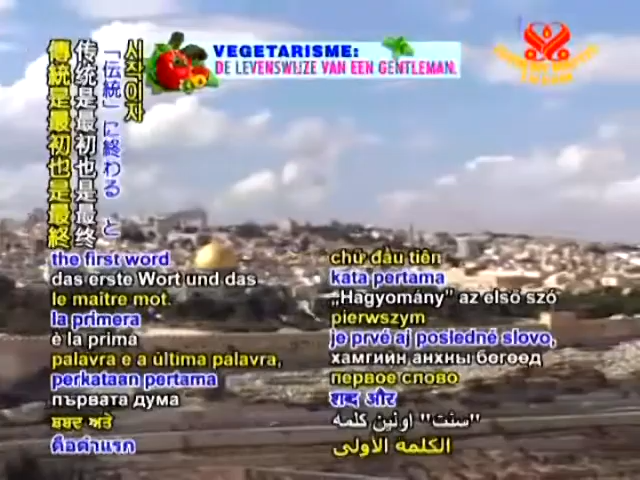 VEGETARISME:
DE LEVENSWIJZE VAN EEN GENTLEMAN.
傳統是最初也是最終
传统是最初也是最终
「伝統」に終わる と
시작이자
the first word
das erste Wort und das
le maître mot.
la primera
è la prima
palavra e a última palavra,
perkataan pertama
първата дума
ਸ਼ਬਦ ਅਤੇ
คือคำแรก
chữ đầu tiên
kata pertama
„Hagyomány" az első szó
pierwszym
je prvé aj posledné slovo,
хамгийн анхны бөгөөд
первое слово
शब्द और
"سنت" اولین کلمه
الكلمة الأولى